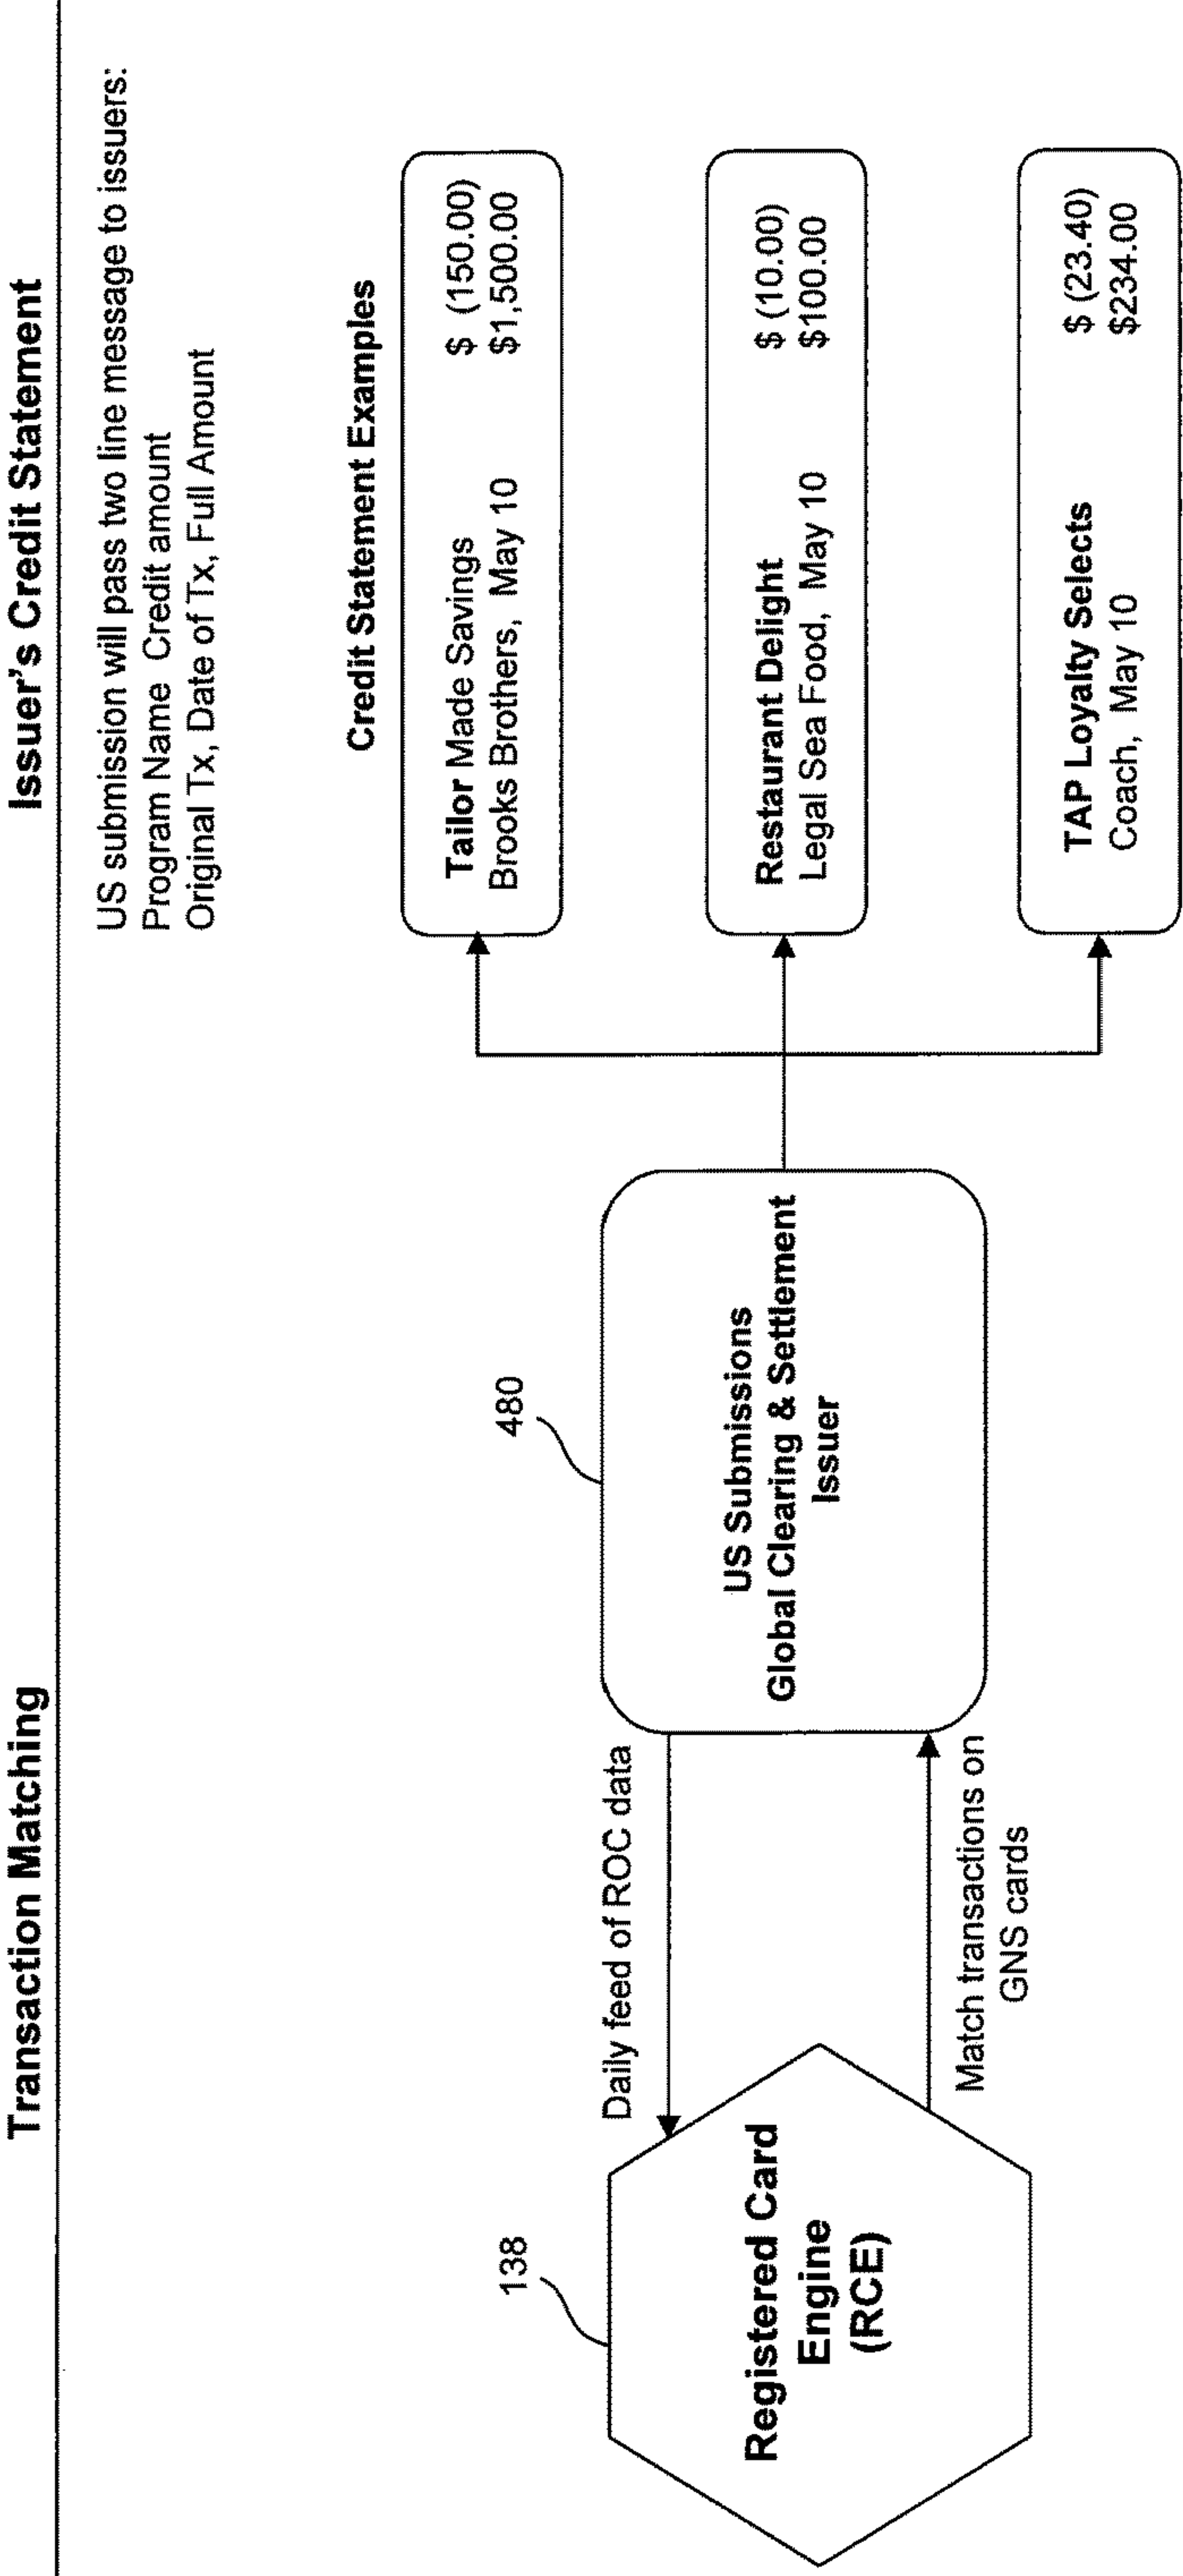 Transaction Matching
Issuer's Credit Statement
US submission will pass two line message to issuers:
Program Name  Credit amount
Original Tx, Date of Tx, Full Amount
Credit Statement Examples
138
Registered Card
Engine
(RCE)
Daily feed of ROC data
Match transactions on
GNS cards
480
US Submissions
Global Clearing & Settlement
Issuer
Tailor Made Savings $ (150.00)
Brooks Brothers, May 10 $1,500.00
Restaurant Delight $ (10.00)
Legal Sea Food, May 10 $100.00
TAP Loyalty Selects $ (23.40)
Coach, May 10 $234.00